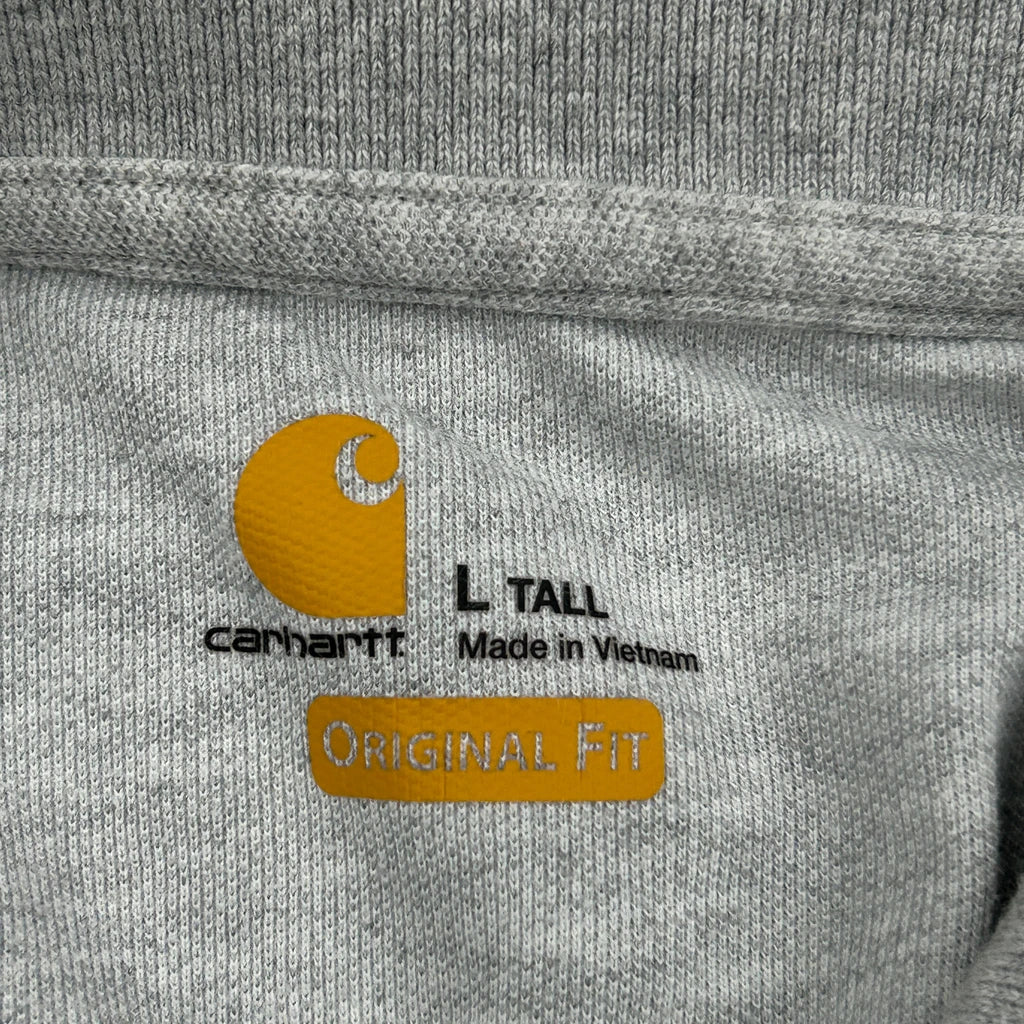 carhartt
L TALL
Made in Vietnam
ORIGINAL FIT